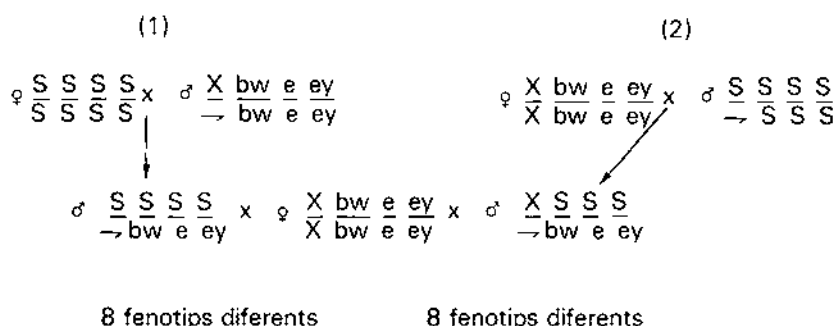 (1) (2)
♀ S S S S x ♂ X bw e ey ♀ X bw e ey x ♂ S S S S
S S S S → bw e ey X bw e ey → S S S
♂ S S S S x ♀ X bw e ey x ♂ X S S S
→ bw e ey X bw e ey → bw e ey
8 fenotips diferents 8 fenotips diferents